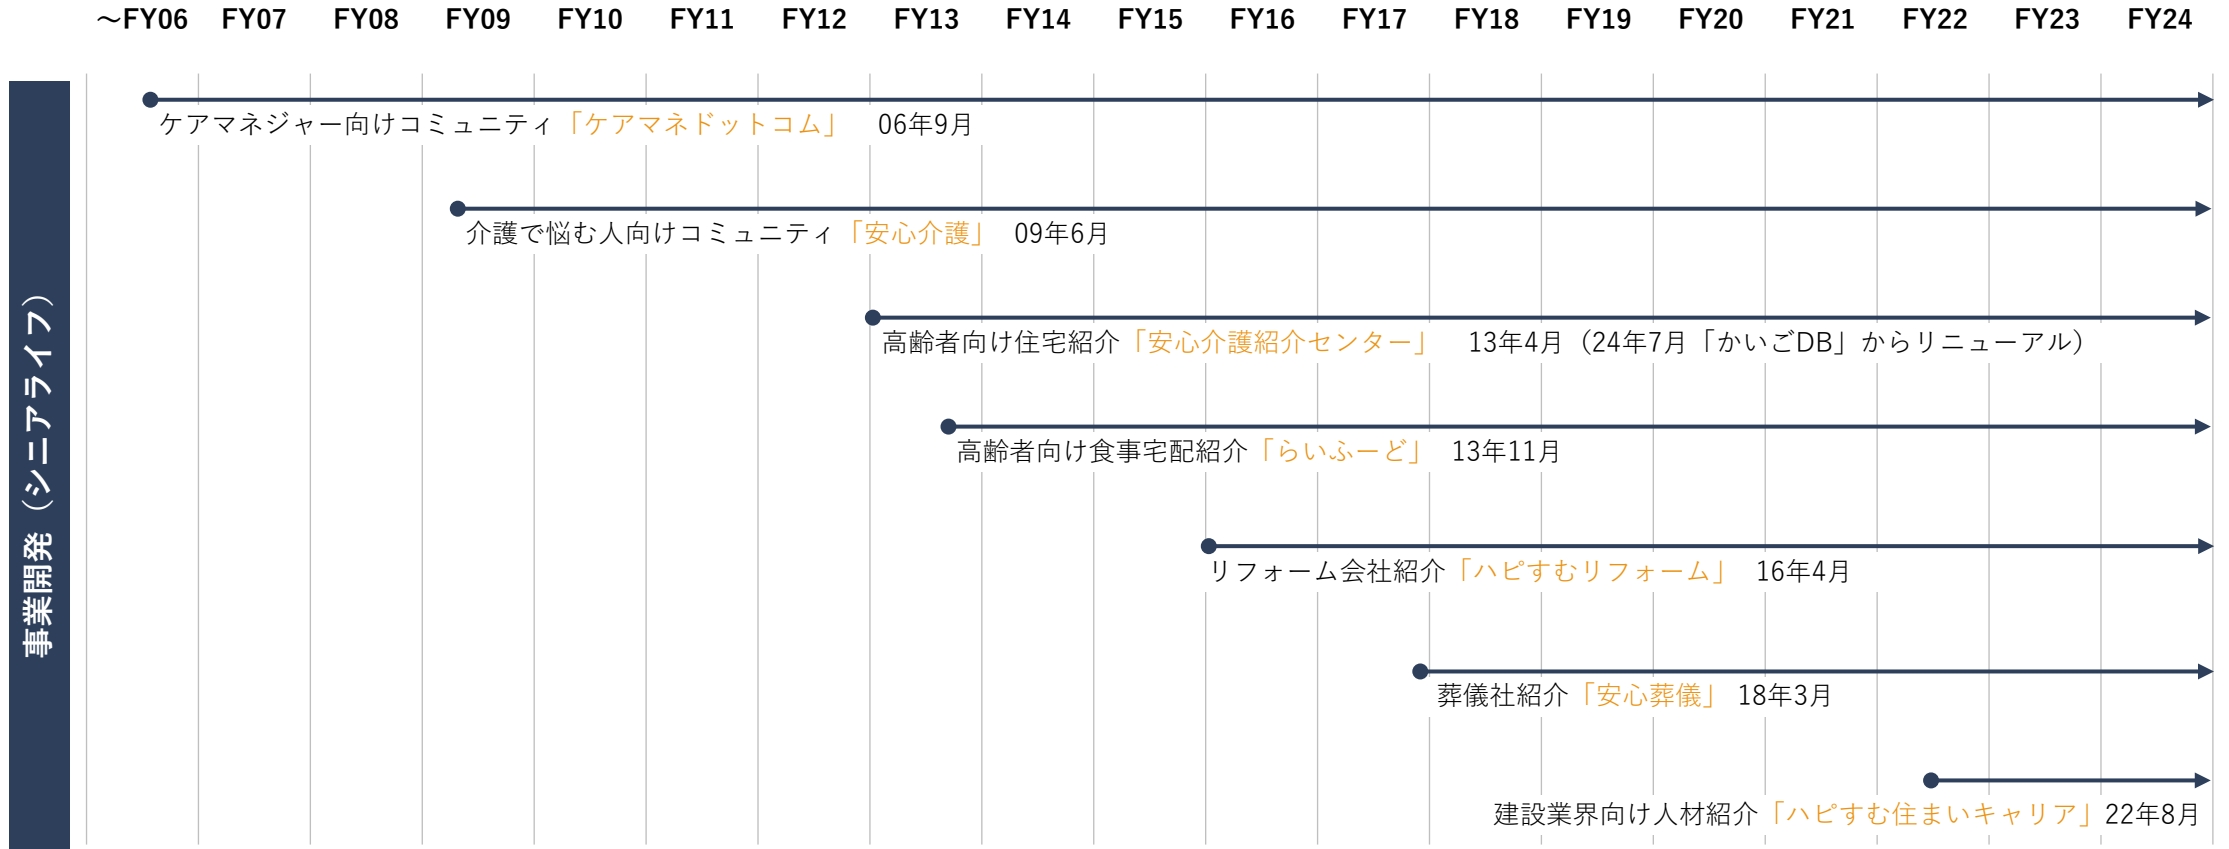 ～FY06 FY07 FY08 FY09 FY10 FY11 FY12 FY13 FY14 FY15 FY16 FY17 FY18 FY19 FY20 FY21 FY22 FY23 FY24
事業開発（シニアライフ）
ケアマネジャー向けコミュニティ「ケアマネドットコム」 06年9月
介護で悩む人向けコミュニティ「安心介護」 09年6月
高齢者向け住宅紹介「安心介護紹介センター」 13年4月（24年7月「かいごDB」からリニューアル）
高齢者向け食事宅配紹介「らいふーど」 13年11月
リフォーム会社紹介「ハピすむリフォーム」 16年4月
葬儀社紹介「安心葬儀」 18年3月
建設業界向け人材紹介「ハピすむ住まいキャリア」22年8月